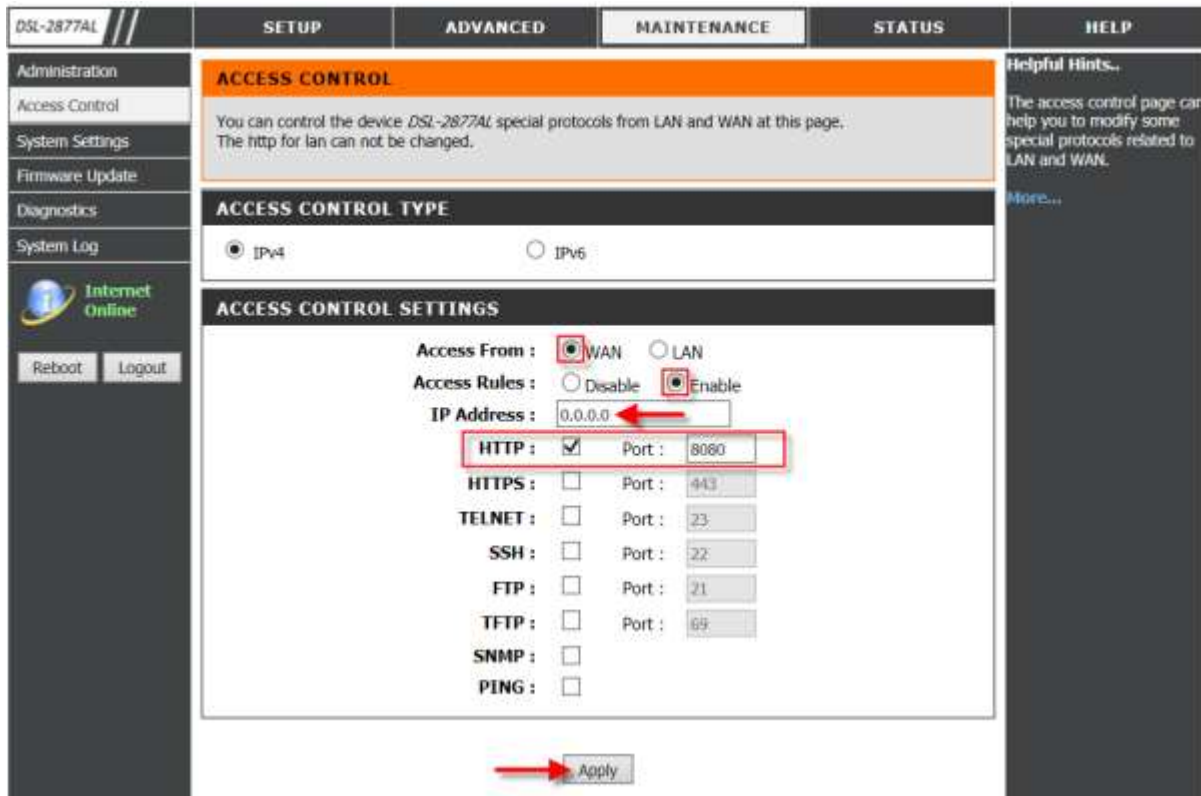 DSL-2877AL
SETUP
ADVANCED
MAINTENANCE
STATUS
HELP
Administration
Access Control
System Settings
Firmware Update
Diagnostics
System Log
Internet
Online
Reboot
Logout
ACCESS CONTROL
You can control the device DSL-2877AL special protocols from LAN and WAN at this page.
The http for lan can not be changed.
ACCESS CONTROL TYPE
IPv4
IPv6
ACCESS CONTROL SETTINGS
Access From : WAN LAN
Access Rules : Disable Enable
IP Address : 0.0.0.0
HTTP : Port : 8080
HTTPS : Port : 443
TELNET : Port : 23
SSH : Port : 22
FTP : Port : 21
TFTP : Port : 69
SNMP :
PING :
Apply
Helpful Hints..
The access control page can
help you to modify some
special protocols related to
LAN and WAN.
More...